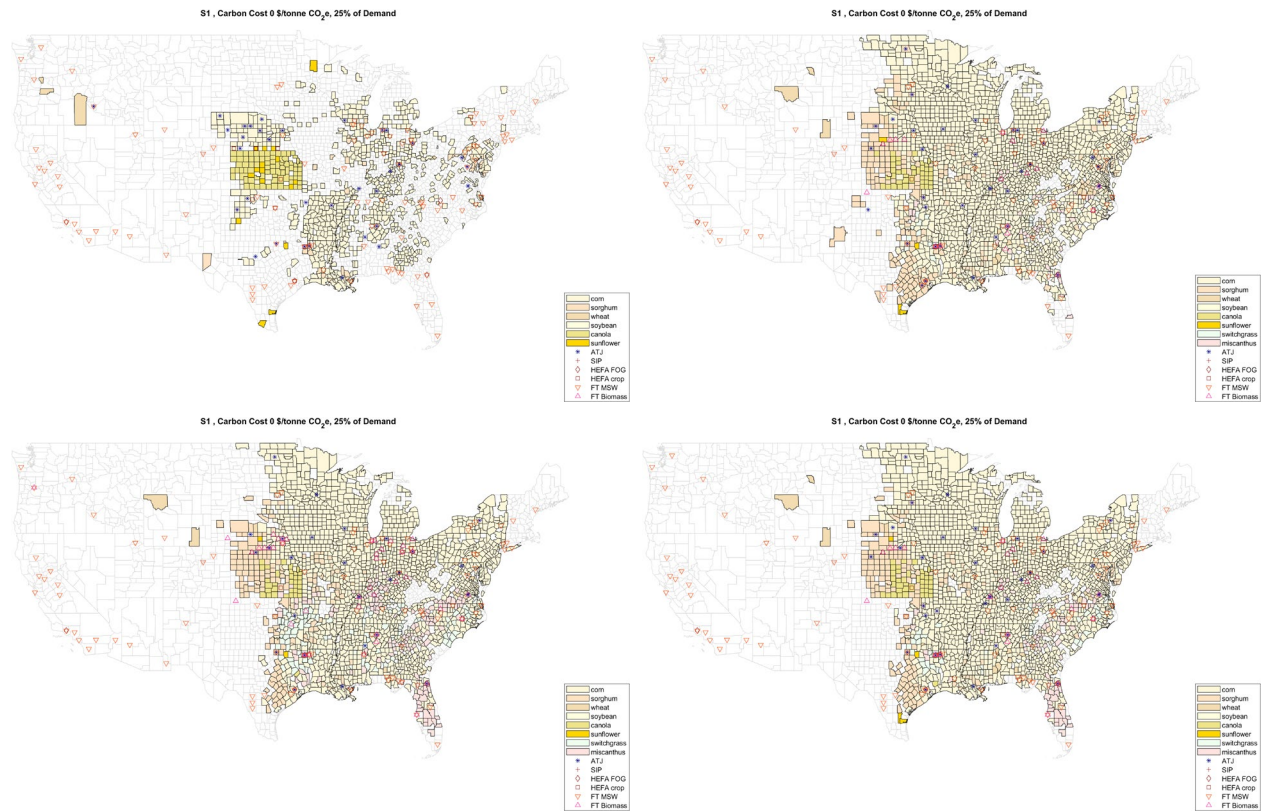 S1 , Carbon Cost 0 $/tonne CO₂e, 25% of Demand
corn
sorghum
wheat
soybean
canola
sunflower
ATJ
SIP
HEFA FOG
HEFA crop
FT MSW
FT Biomass
S1 , Carbon Cost 0 $/tonne CO₂e, 25% of Demand
corn
sorghum
wheat
soybean
canola
sunflower
switchgrass
miscanthus
ATJ
SIP
HEFA FOG
HEFA crop
FT MSW
FT Biomass
S1 , Carbon Cost 0 $/tonne CO₂e, 25% of Demand
corn
sorghum
wheat
soybean
canola
sunflower
switchgrass
miscanthus
ATJ
SIP
HEFA FOG
HEFA crop
FT MSW
FT Biomass
S1 , Carbon Cost 0 $/tonne CO₂e, 25% of Demand
corn
sorghum
wheat
soybean
canola
sunflower
switchgrass
miscanthus
ATJ
SIP
HEFA FOG
HEFA crop
FT MSW
FT Biomass